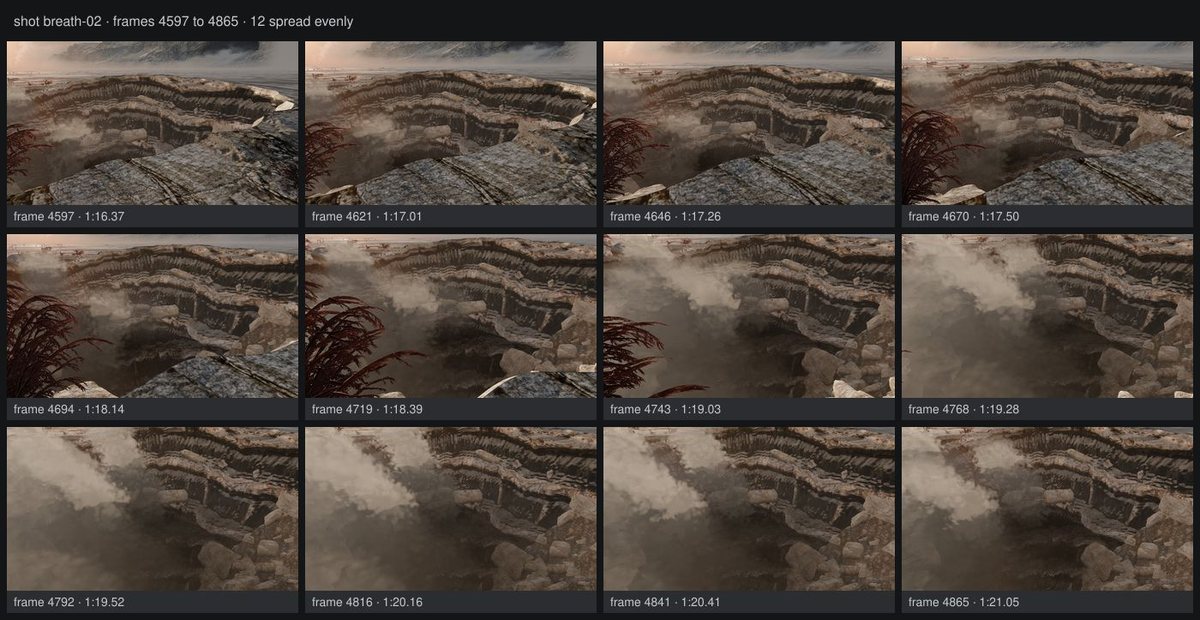 shot breath-02 · frames 4597 to 4865 · 12 spread evenly
frame 4597 · 1:16.37
frame 4621 · 1:17.01
frame 4646 · 1:17.26
frame 4670 · 1:17.50
frame 4694 · 1:18.14
frame 4719 · 1:18.39
frame 4743 · 1:19.03
frame 4768 · 1:19.28
frame 4792 · 1:19.52
frame 4816 · 1:20.16
frame 4841 · 1:20.41
frame 4865 · 1:21.05